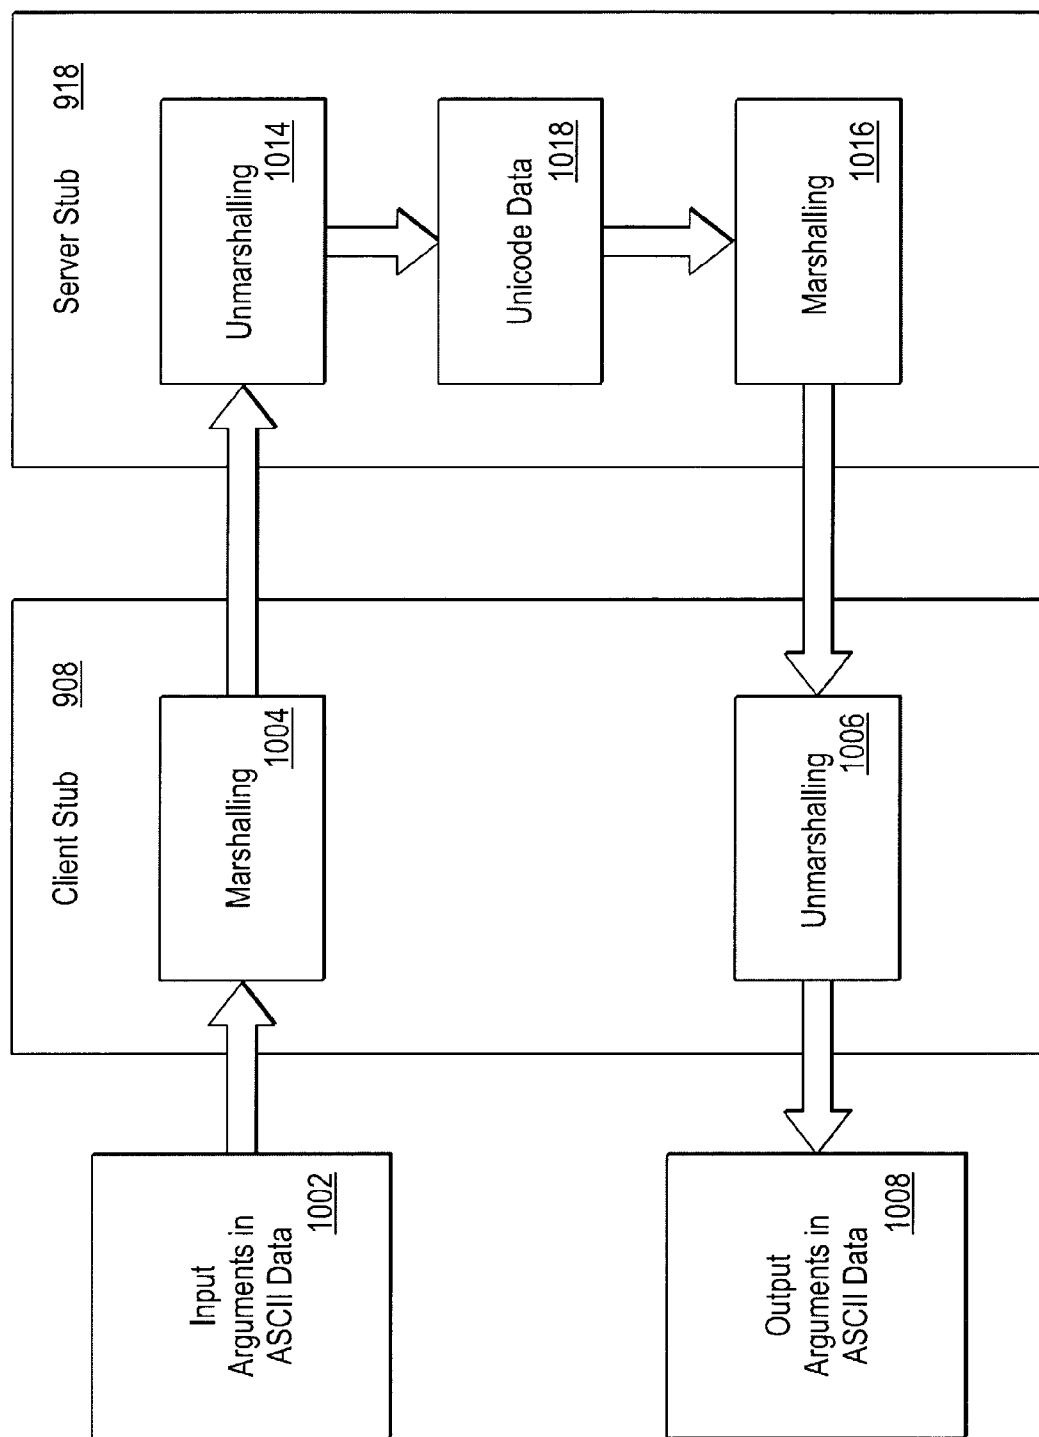 Client Stub
908
Server Stub
918
Input
Arguments in
ASCII Data
1002
Marshalling
1004
Unmarshalling
1014
Unicode Data
1018
Output
Arguments in
ASCII Data
1008
Unmarshalling
1006
Marshalling
1016